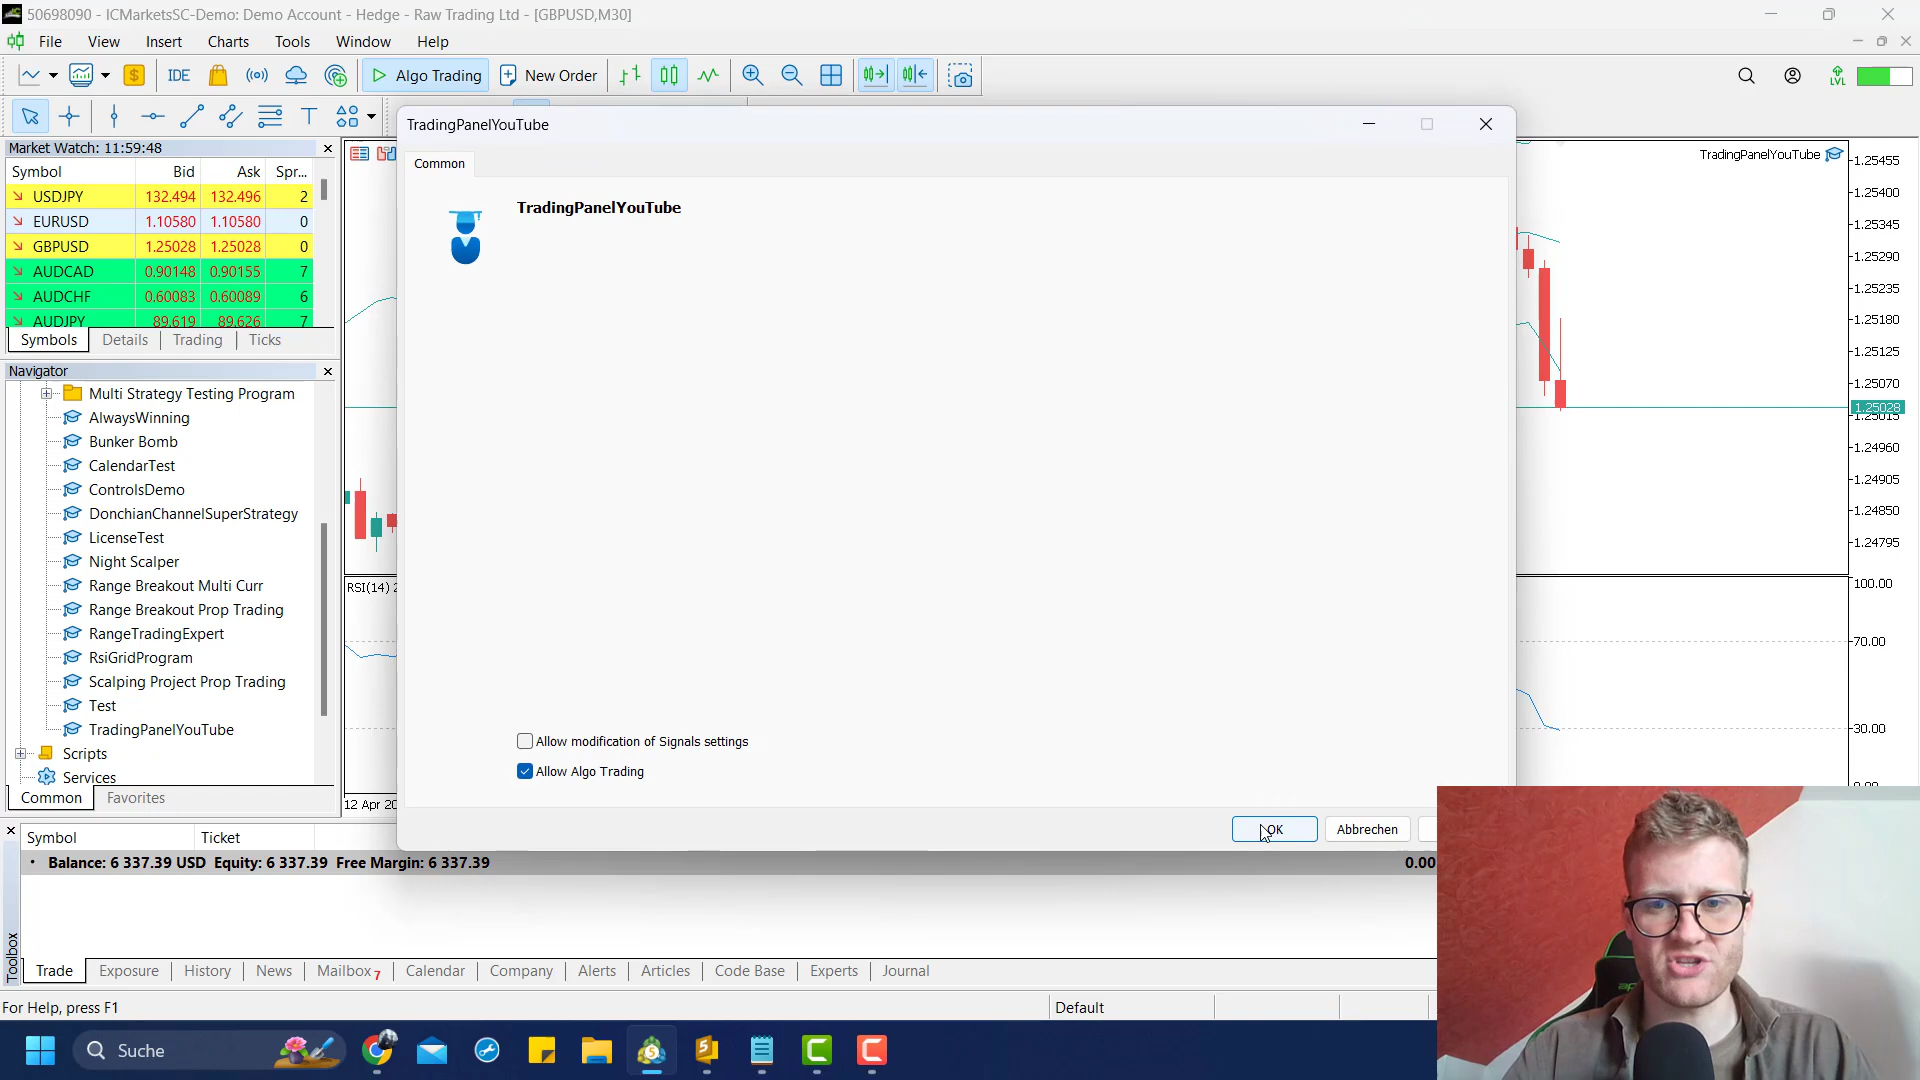 50698090 - ICMarketsSC-Demo: Demo Account - Hedge - Raw Trading Ltd - [GBPUSD,M30]
File View Insert Charts Tools Window Help
IDE Algo Trading New Order LVL
Market Watch: 11:59:48
Symbol Bid Ask Spr...
USDJPY 132.494 132.496 2
EURUSD 1.10580 1.10580 0
GBPUSD 1.25028 1.25028 0
AUDCAD 0.90148 0.90155 7
AUDCHF 0.60083 0.60089 6
AUDJPY 89.619 89.626 7
Symbols Details Trading Ticks
Navigator
Multi Strategy Testing Program
AlwaysWinning
Bunker Bomb
CalendarTest
ControlsDemo
DonchianChannelSuperStrategy
LicenseTest
Night Scalper
Range Breakout Multi Curr
Range Breakout Prop Trading
RangeTradingExpert
RsiGridProgram
Scalping Project Prop Trading
Test
TradingPanelYouTube
Scripts
Services
Common Favorites
TradingPanelYouTube
Common
TradingPanelYouTube
Allow modification of Signals settings
Allow Algo Trading
OK Abbrechen
TradingPanelYouTube
1.25455
1.25400
1.25345
1.25290
1.25235
1.25180
1.25125
1.25070
1.25028
1.25015
1.24960
1.24905
1.24850
1.24795
RSI(14) 2
100.00
70.00
30.00
0.00
12 Apr 20
Symbol Ticket
Balance: 6 337.39 USD Equity: 6 337.39 Free Margin: 6 337.39 0.00
Toolbox
Trade Exposure History News Mailbox 7 Calendar Company Alerts Articles Code Base Experts Journal
For Help, press F1 Default
Suche